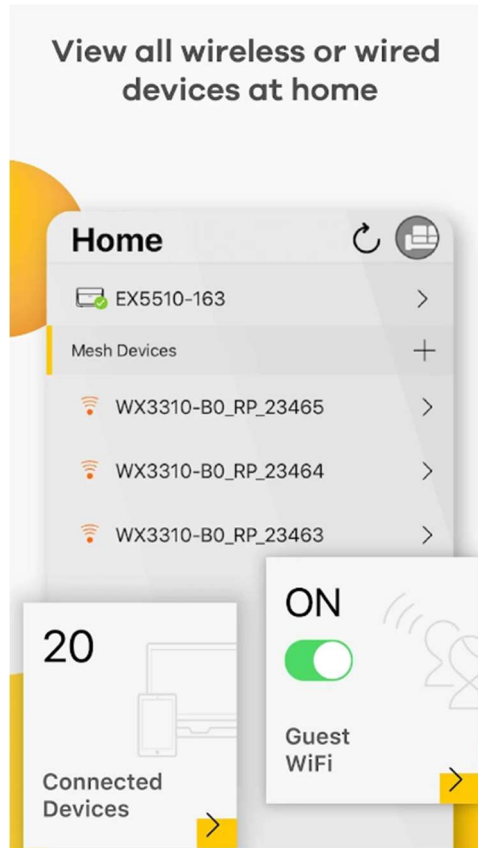 View all wireless or wired
devices at home
Home
EX5510-163
Mesh Devices
WX3310-B0_RP_23465
WX3310-B0_RP_23464
WX3310-B0_RP_23463
20
Connected
Devices
ON
Guest
WiFi